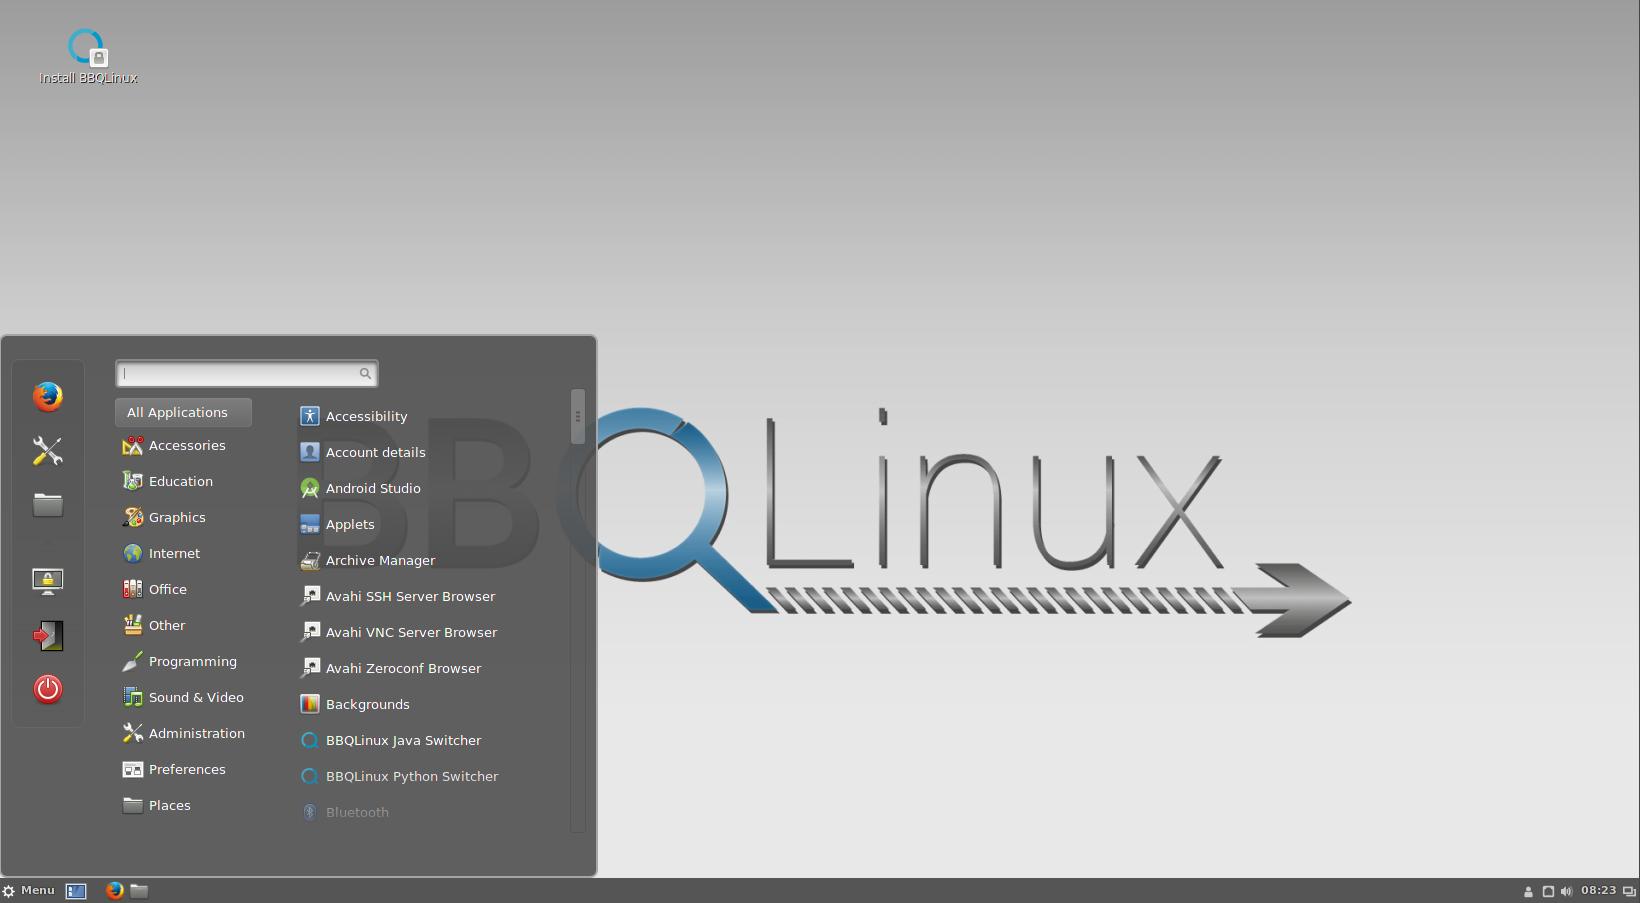 Install BBQLinux
BBQLinux
All Applications
Accessories
Education
Graphics
Internet
Office
Other
Programming
Sound & Video
Administration
Preferences
Places
Accessibility
Account details
Android Studio
Applets
Archive Manager
Avahi SSH Server Browser
Avahi VNC Server Browser
Avahi Zeroconf Browser
Backgrounds
BBQLinux Java Switcher
BBQLinux Python Switcher
Bluetooth
Menu
08:23